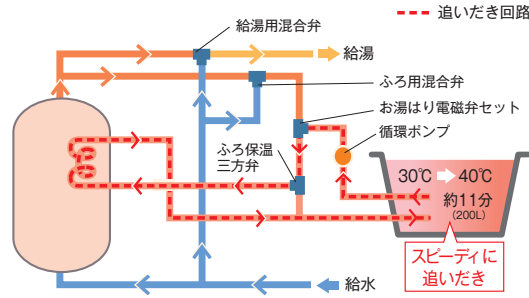 追いだき回路
給湯用混合弁
給湯
ふろ用混合弁
お湯はり電磁弁セット
循環ポンプ
ふろ保温
三方弁
30℃ 40℃
約11分
(200L)
スピーディに
追いだき
給水